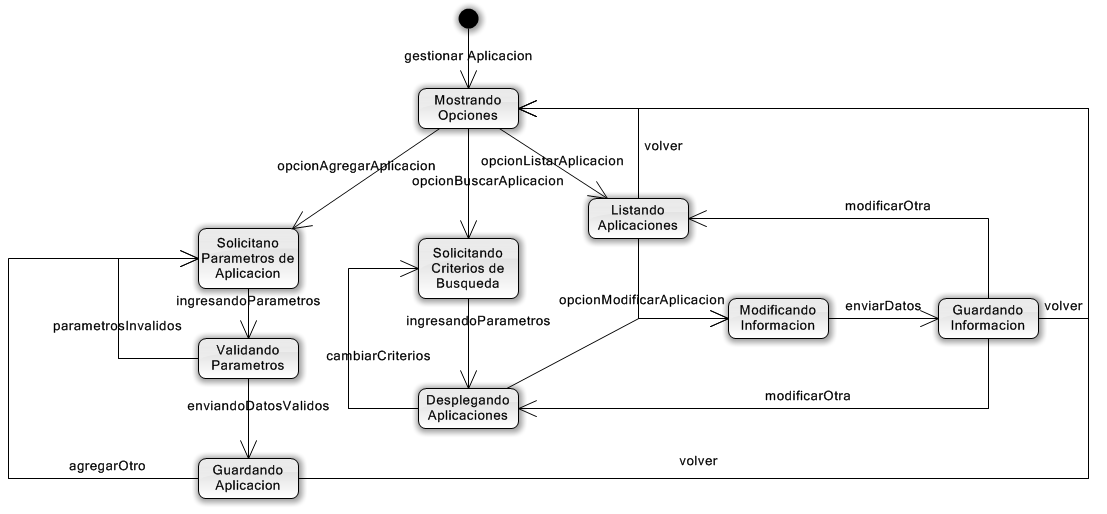 gestionar Aplicacion
Mostrando
Opciones
volver
opcionAgregarAplicacion
opcionBuscarAplicacion
opcionListarAplicacion
Listando
Aplicaciones
modificarOtra
Solicitano
Parametros de
Aplicacion
Solicitando
Criterios de
Busqueda
ingresandoParametros
opcionModificarAplicacion
Modificando
Informacion
enviarDatos
Guardando
Informacion
volver
parametrosInvalidos
ingresandoParametros
Validando
Parametros
cambiarCriterios
Desplegando
Aplicaciones
modificarOtra
enviandoDatosValidos
agregarOtro
Guardando
Aplicacion
volver